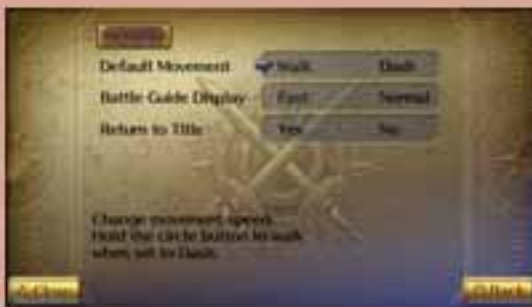 Default Movement Walk Dash
Battle Guide Display Fast Normal
Return to Title Yes No
Change movement speed.
Hold the circle button to walk
when set to Dash.
Back